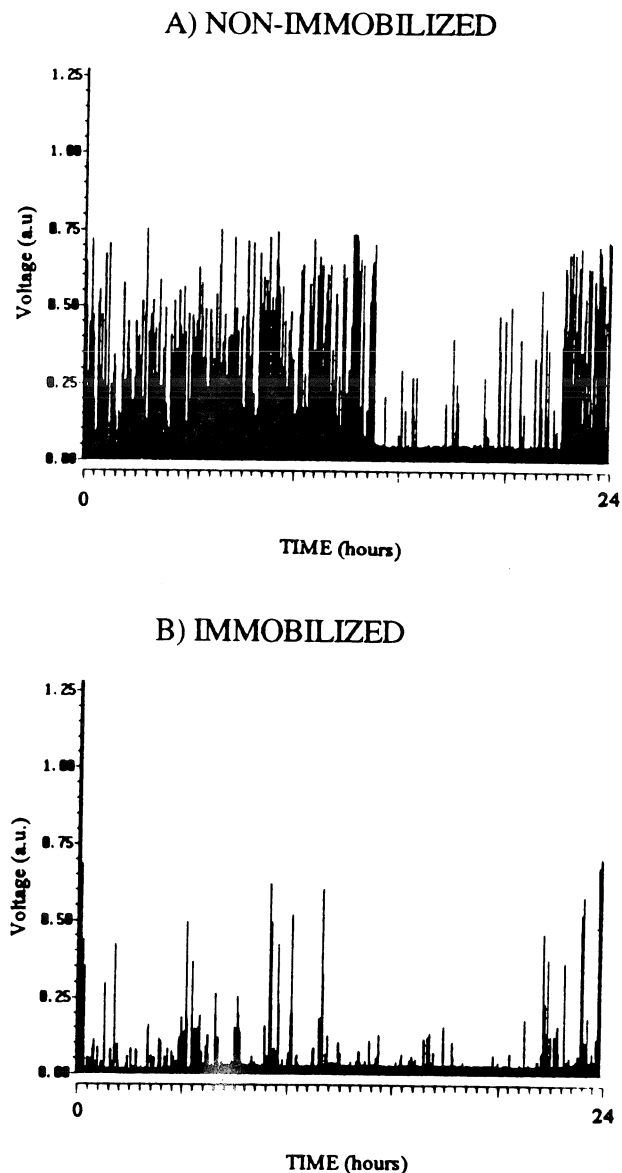 A) NON-IMMOBILIZED
1.25
1.00
0.75
0.50
0.25
0.00
Voltage (a.u)
0
24
TIME (hours)
B) IMMOBILIZED
1.25
1.00
0.75
0.50
0.25
0.00
Voltage (a.u.)
0
24
TIME (hours)